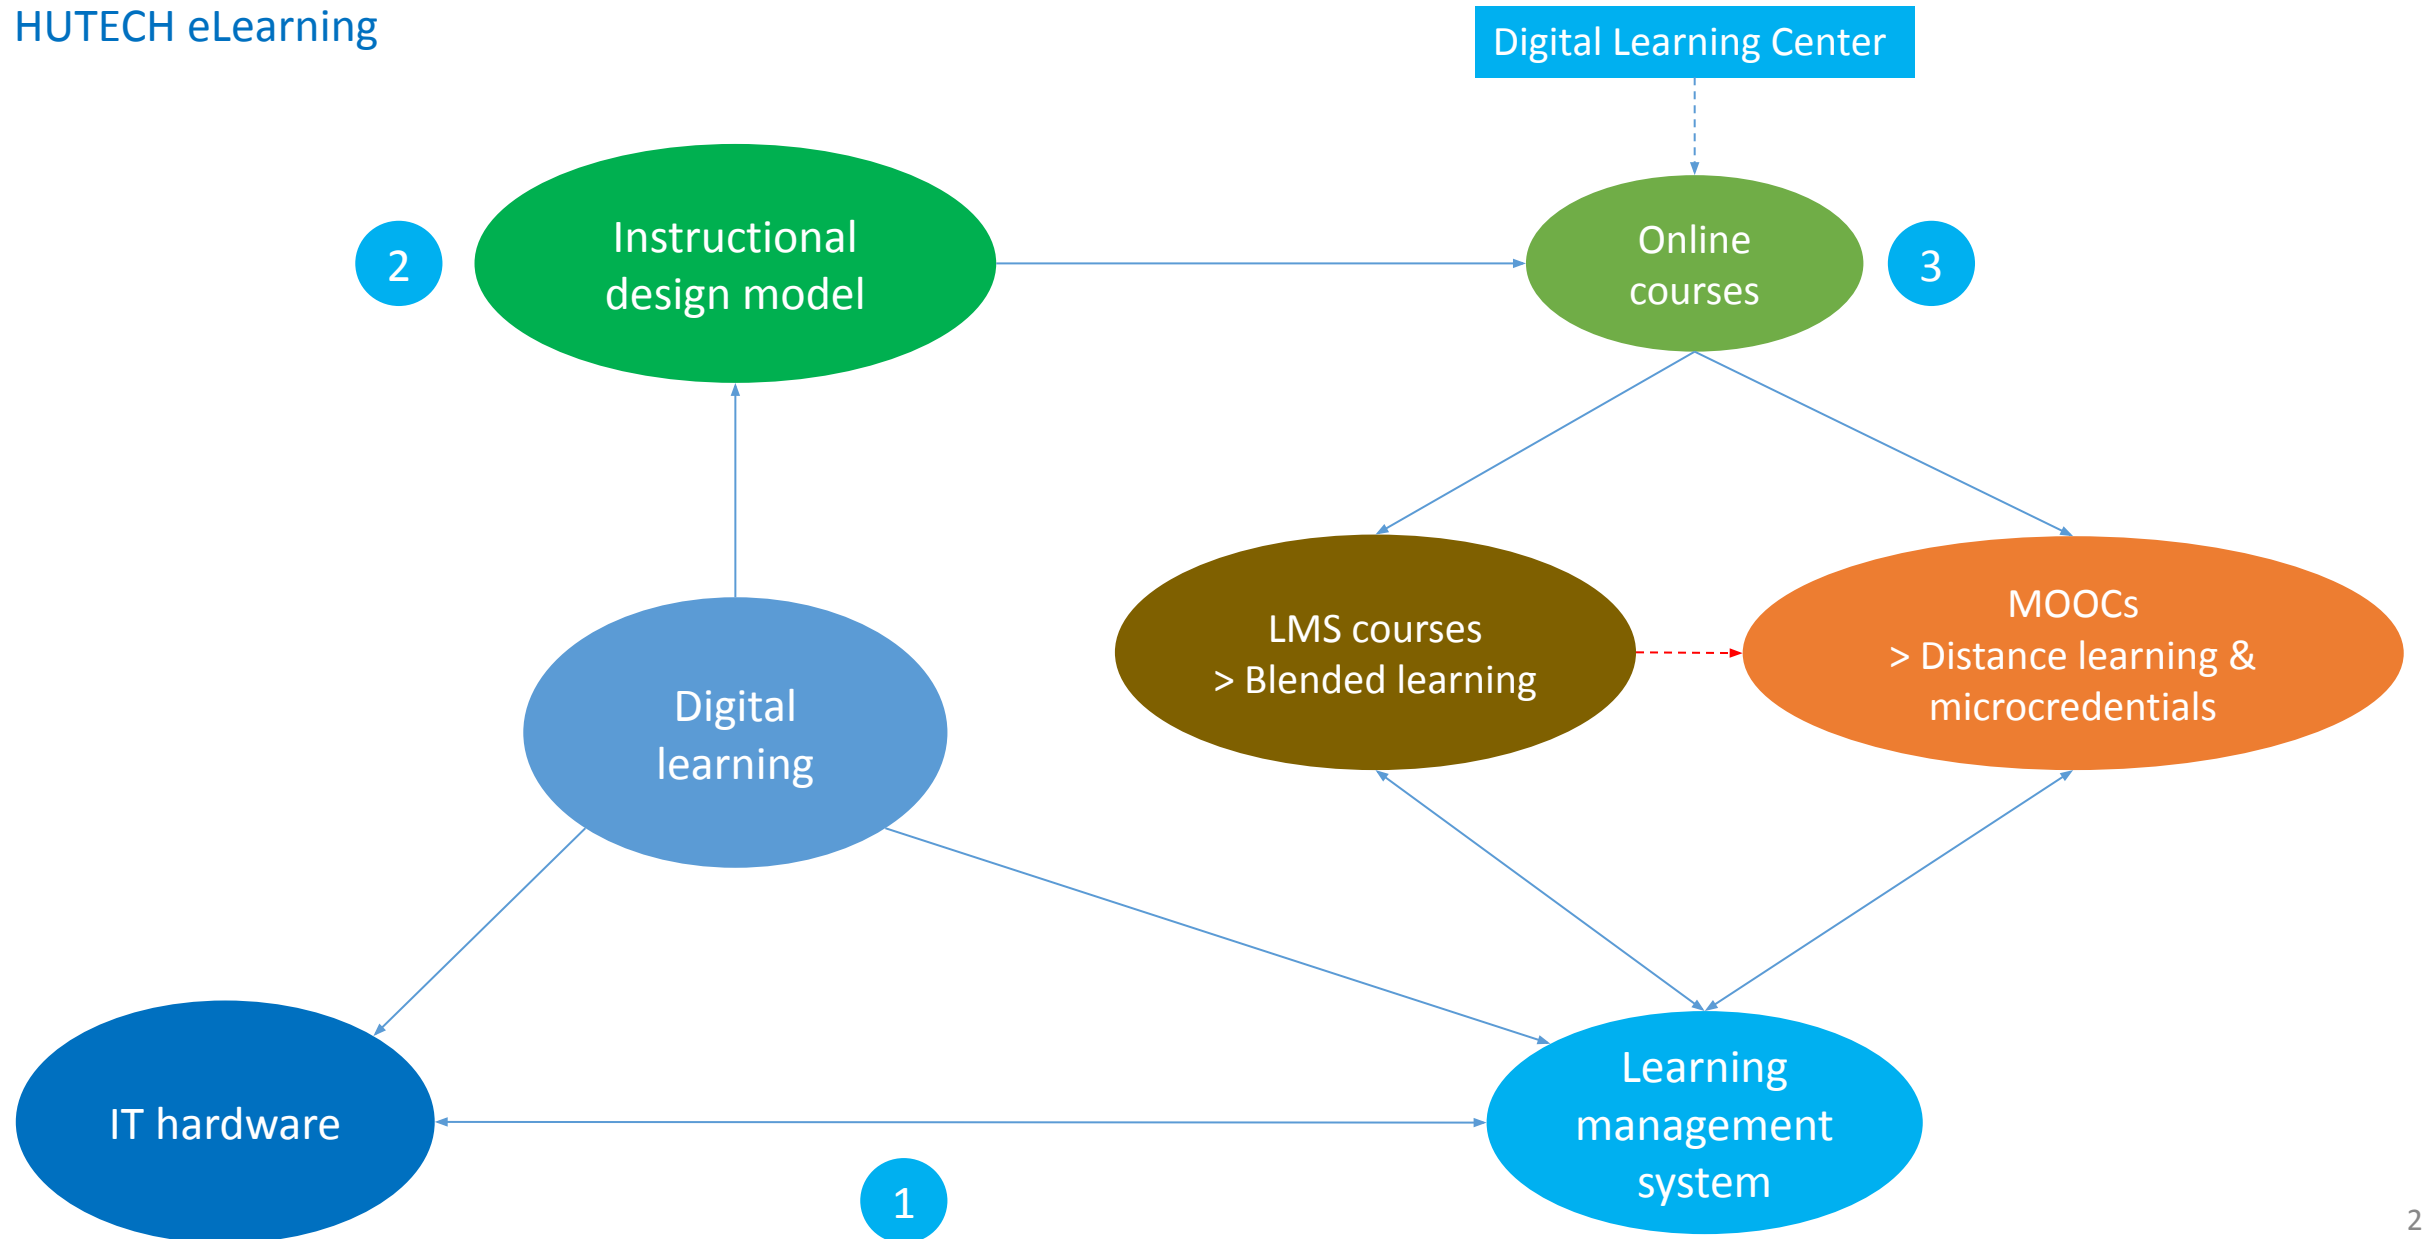 HUTECH eLearning
Digital Learning Center
2
Instructional
design model
Online
courses
3
LMS courses
> Blended learning
MOOCs
> Distance learning &
microcredentials
Digital
learning
IT hardware
Learning
management
system
1
2